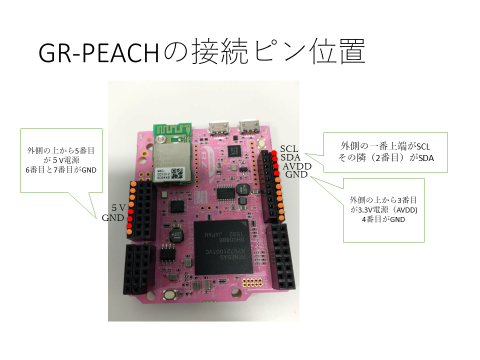 GR-PEACHの接続ピン位置
外側の上から5番目
が５V電源
6番目と7番目がGND
5V
GND
SCL
SDA
AVDD
GND
外側の一番上端がSCL
その隣（2番目）がSDA
外側の上から3番目
が3.3V電源（AVDD)
4番目がGND
JAPAN